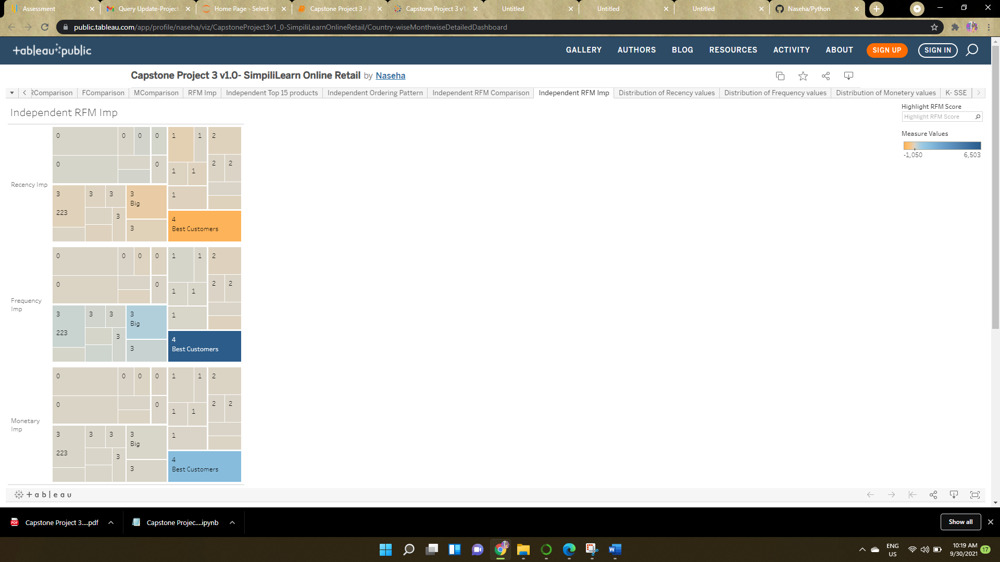 Assessment
Query Update-Project
Home Page - Select or
Capstone Project 3 - R
Capstone Project 3 v1.
Untitled
Untitled
Untitled
Naseha/Python
public.tableau.com/app/profile/naseha/viz/CapstoneProject3v1_0-SimpiliLearnOnlineRetail/Country-wiseMonthwiseDetailedDashboard
+ableau public
GALLERY AUTHORS BLOG RESOURCES ACTIVITY ABOUT SIGN UP SIGN IN
Capstone Project 3 v1.0- SimpiliLearn Online Retail by Naseha
RComparison FComparison MComparison RFM Imp Independent Top 15 products Independent Ordering Pattern Independent RFM Comparison Independent RFM Imp Distribution of Recency values Distribution of Frequency values Distribution of Monetery values K- SSE
Independent RFM Imp
Highlight RFM Score
Highlight RFM Score
Measure Values
-1,050 6,503
Recency Imp
0 0 0 0 1 1 2
0 0 1 1 2 2
3 3 3 3 1
Big
223 3 4
3 Best Customers
Frequency
Imp
0 0 0 0 1 1 2
0 0 1 1 2 2
3 3 3 3 1
Big
223 3 4
3 Best Customers
Monetary
Imp
0 0 0 0 1 1 2
0 0 1 1 2 2
3 3 3 3 1
Big
223 3 4
3 Best Customers
+ableau
Capstone Project 3....pdf
Capstone Projec....ipynb
Show all
ENG
US
10:19 AM
9/30/2021
17